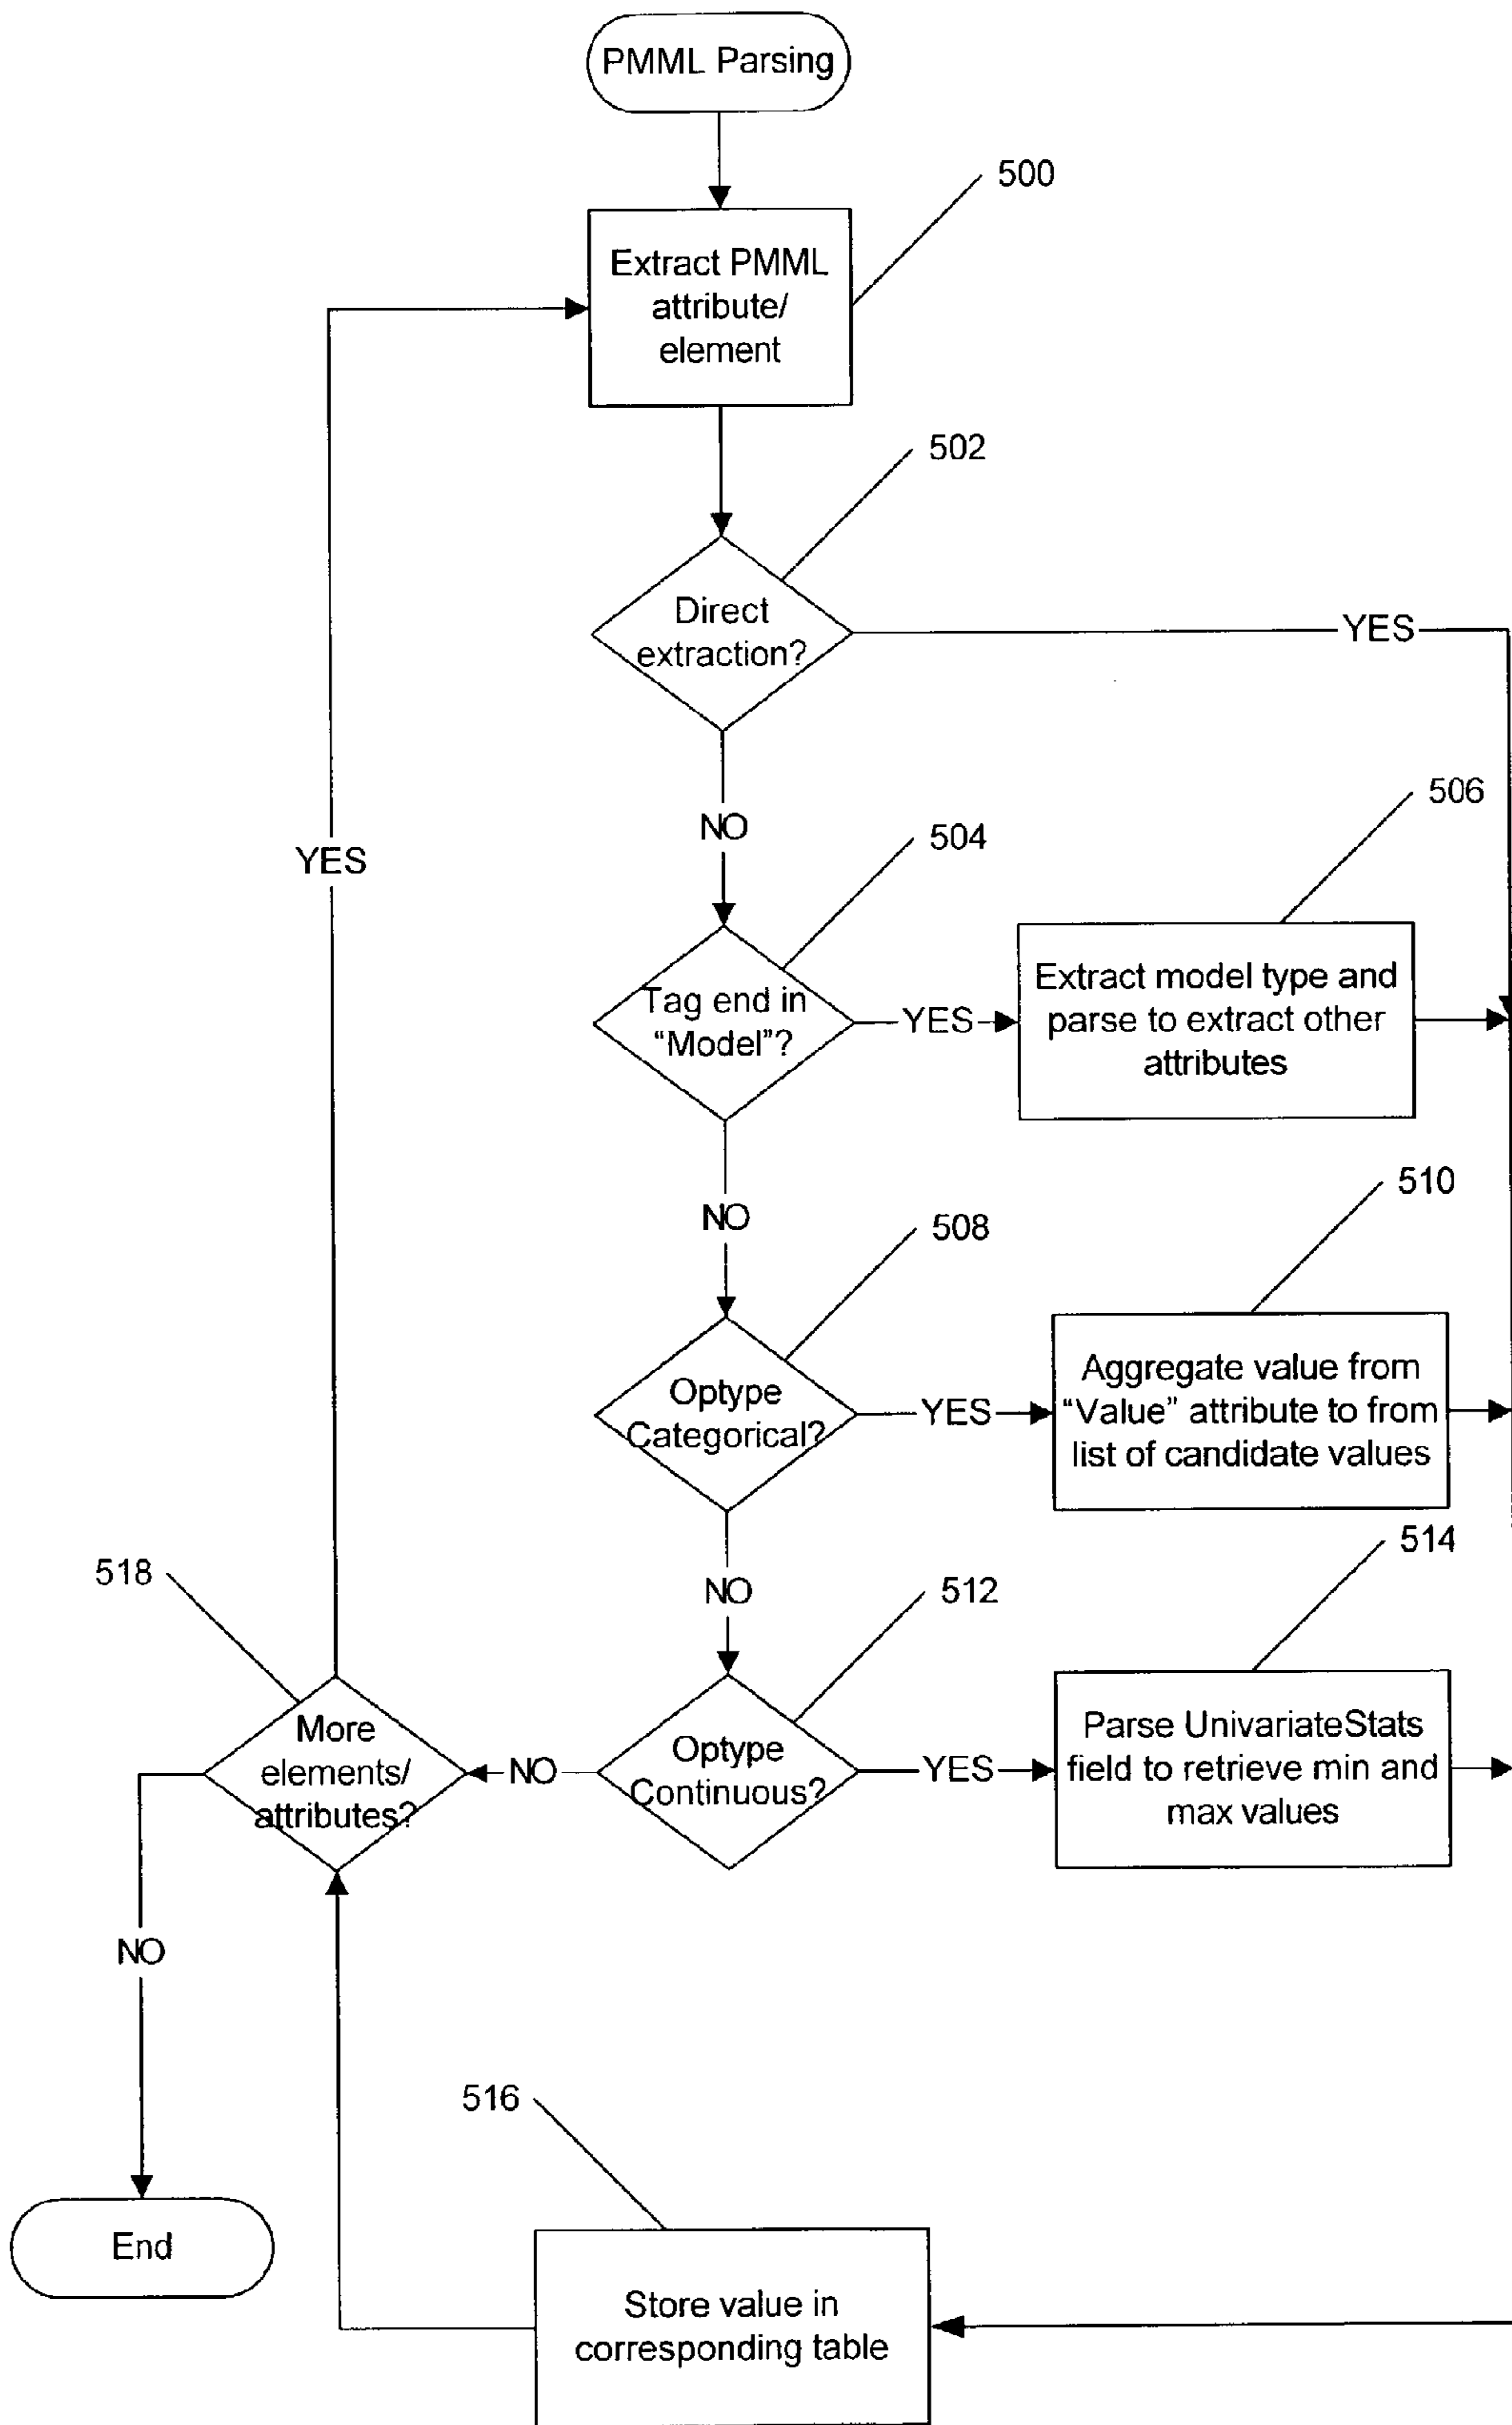 PMML Parsing
500
Extract PMML
attribute/
element
502
Direct
extraction?
YES
NO
506
504
YES
Tag end in
“Model”?
YES
Extract model type and
parse to extract other
attributes
NO
510
508
Optype
Categorical?
YES
Aggregate value from
“Value” attribute to from
list of candidate values
514
518
NO
512
More
elements/
attributes?
NO
Optype
Continuous?
YES
Parse UnivariateStats
field to retrieve min and
max values
NO
516
End
Store value in
corresponding table